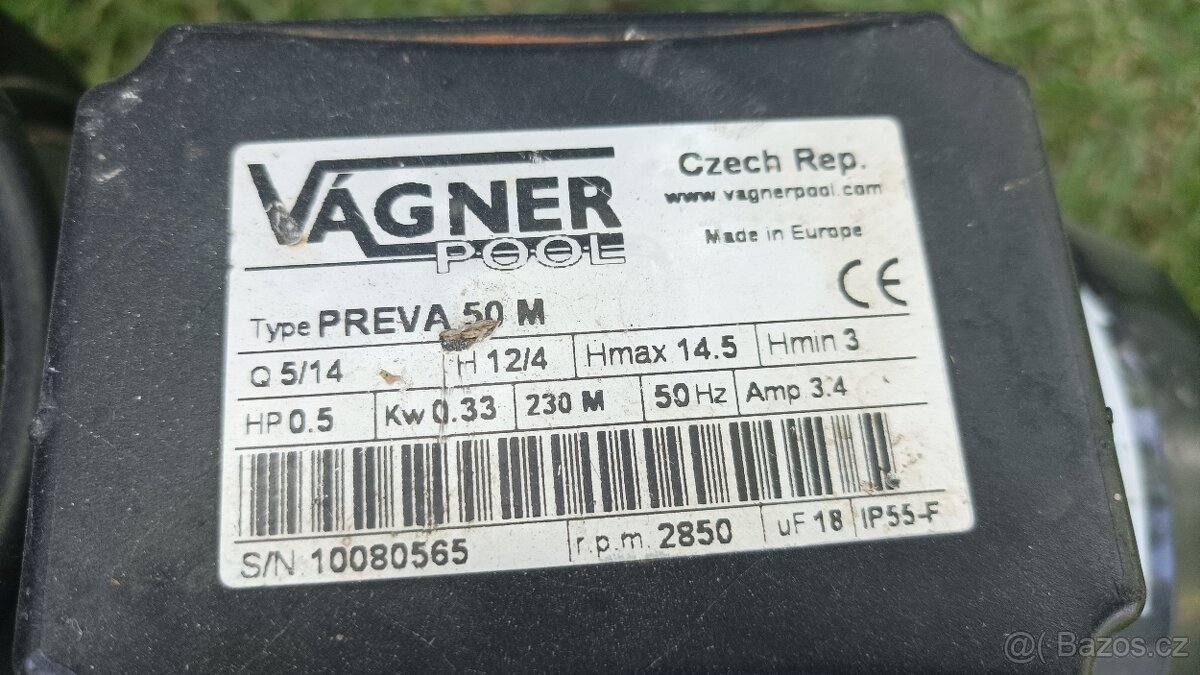 VÁGNER
POOL
Czech Rep.
www.vagnerpool.com
Made in Europe
CE
Type PREVA 50 M
Q 5/14 H 12/4 Hmax 14.5 Hmin 3
HP 0.5 Kw 0.33 230 M 50 Hz Amp 3.4
S/N 10080565 r.p.m. 2850 uF 18 IP55-F
@( Bazos.cz